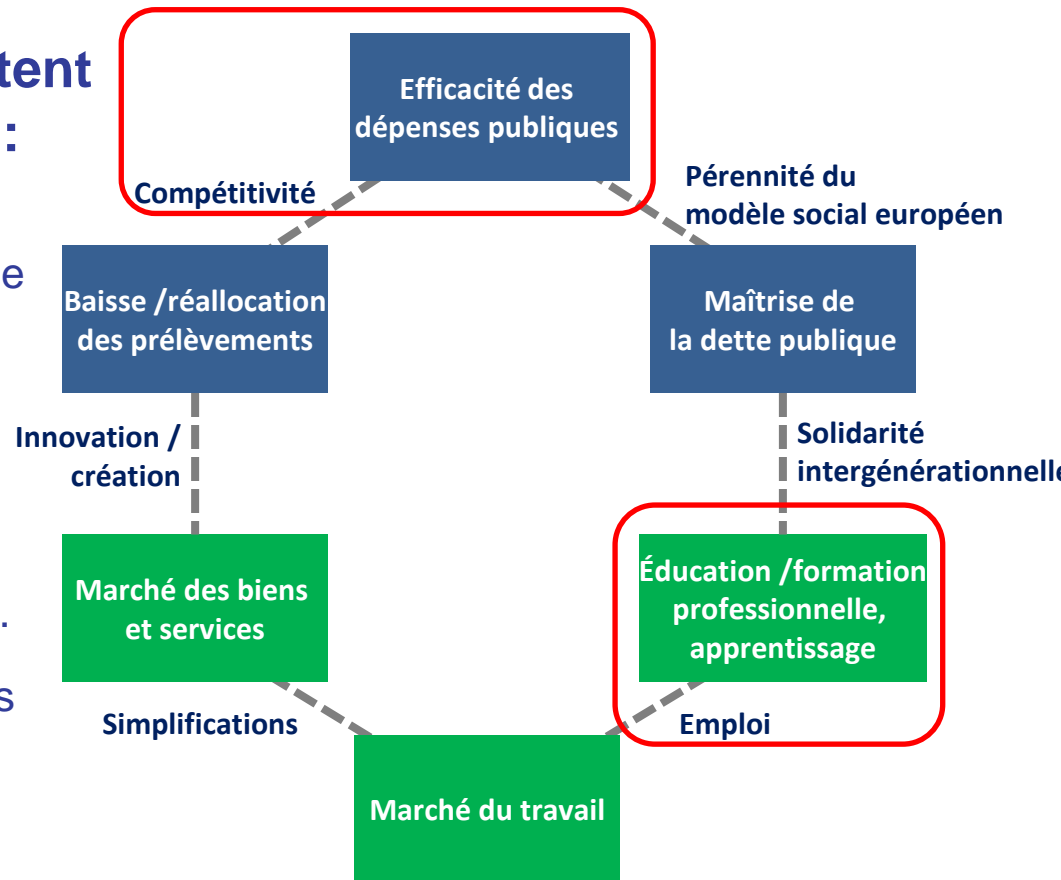 tent
:
e
.
s
Efficacité des
dépenses publiques
Compétitivité
Pérennité du
modèle social européen
Baisse /réallocation
des prélèvements
Maîtrise de
la dette publique
Innovation /
création
Solidarité
intergénérationnelle
Marché des biens
et services
Éducation /formation
professionnelle,
apprentissage
Simplifications
Emploi
Marché du travail